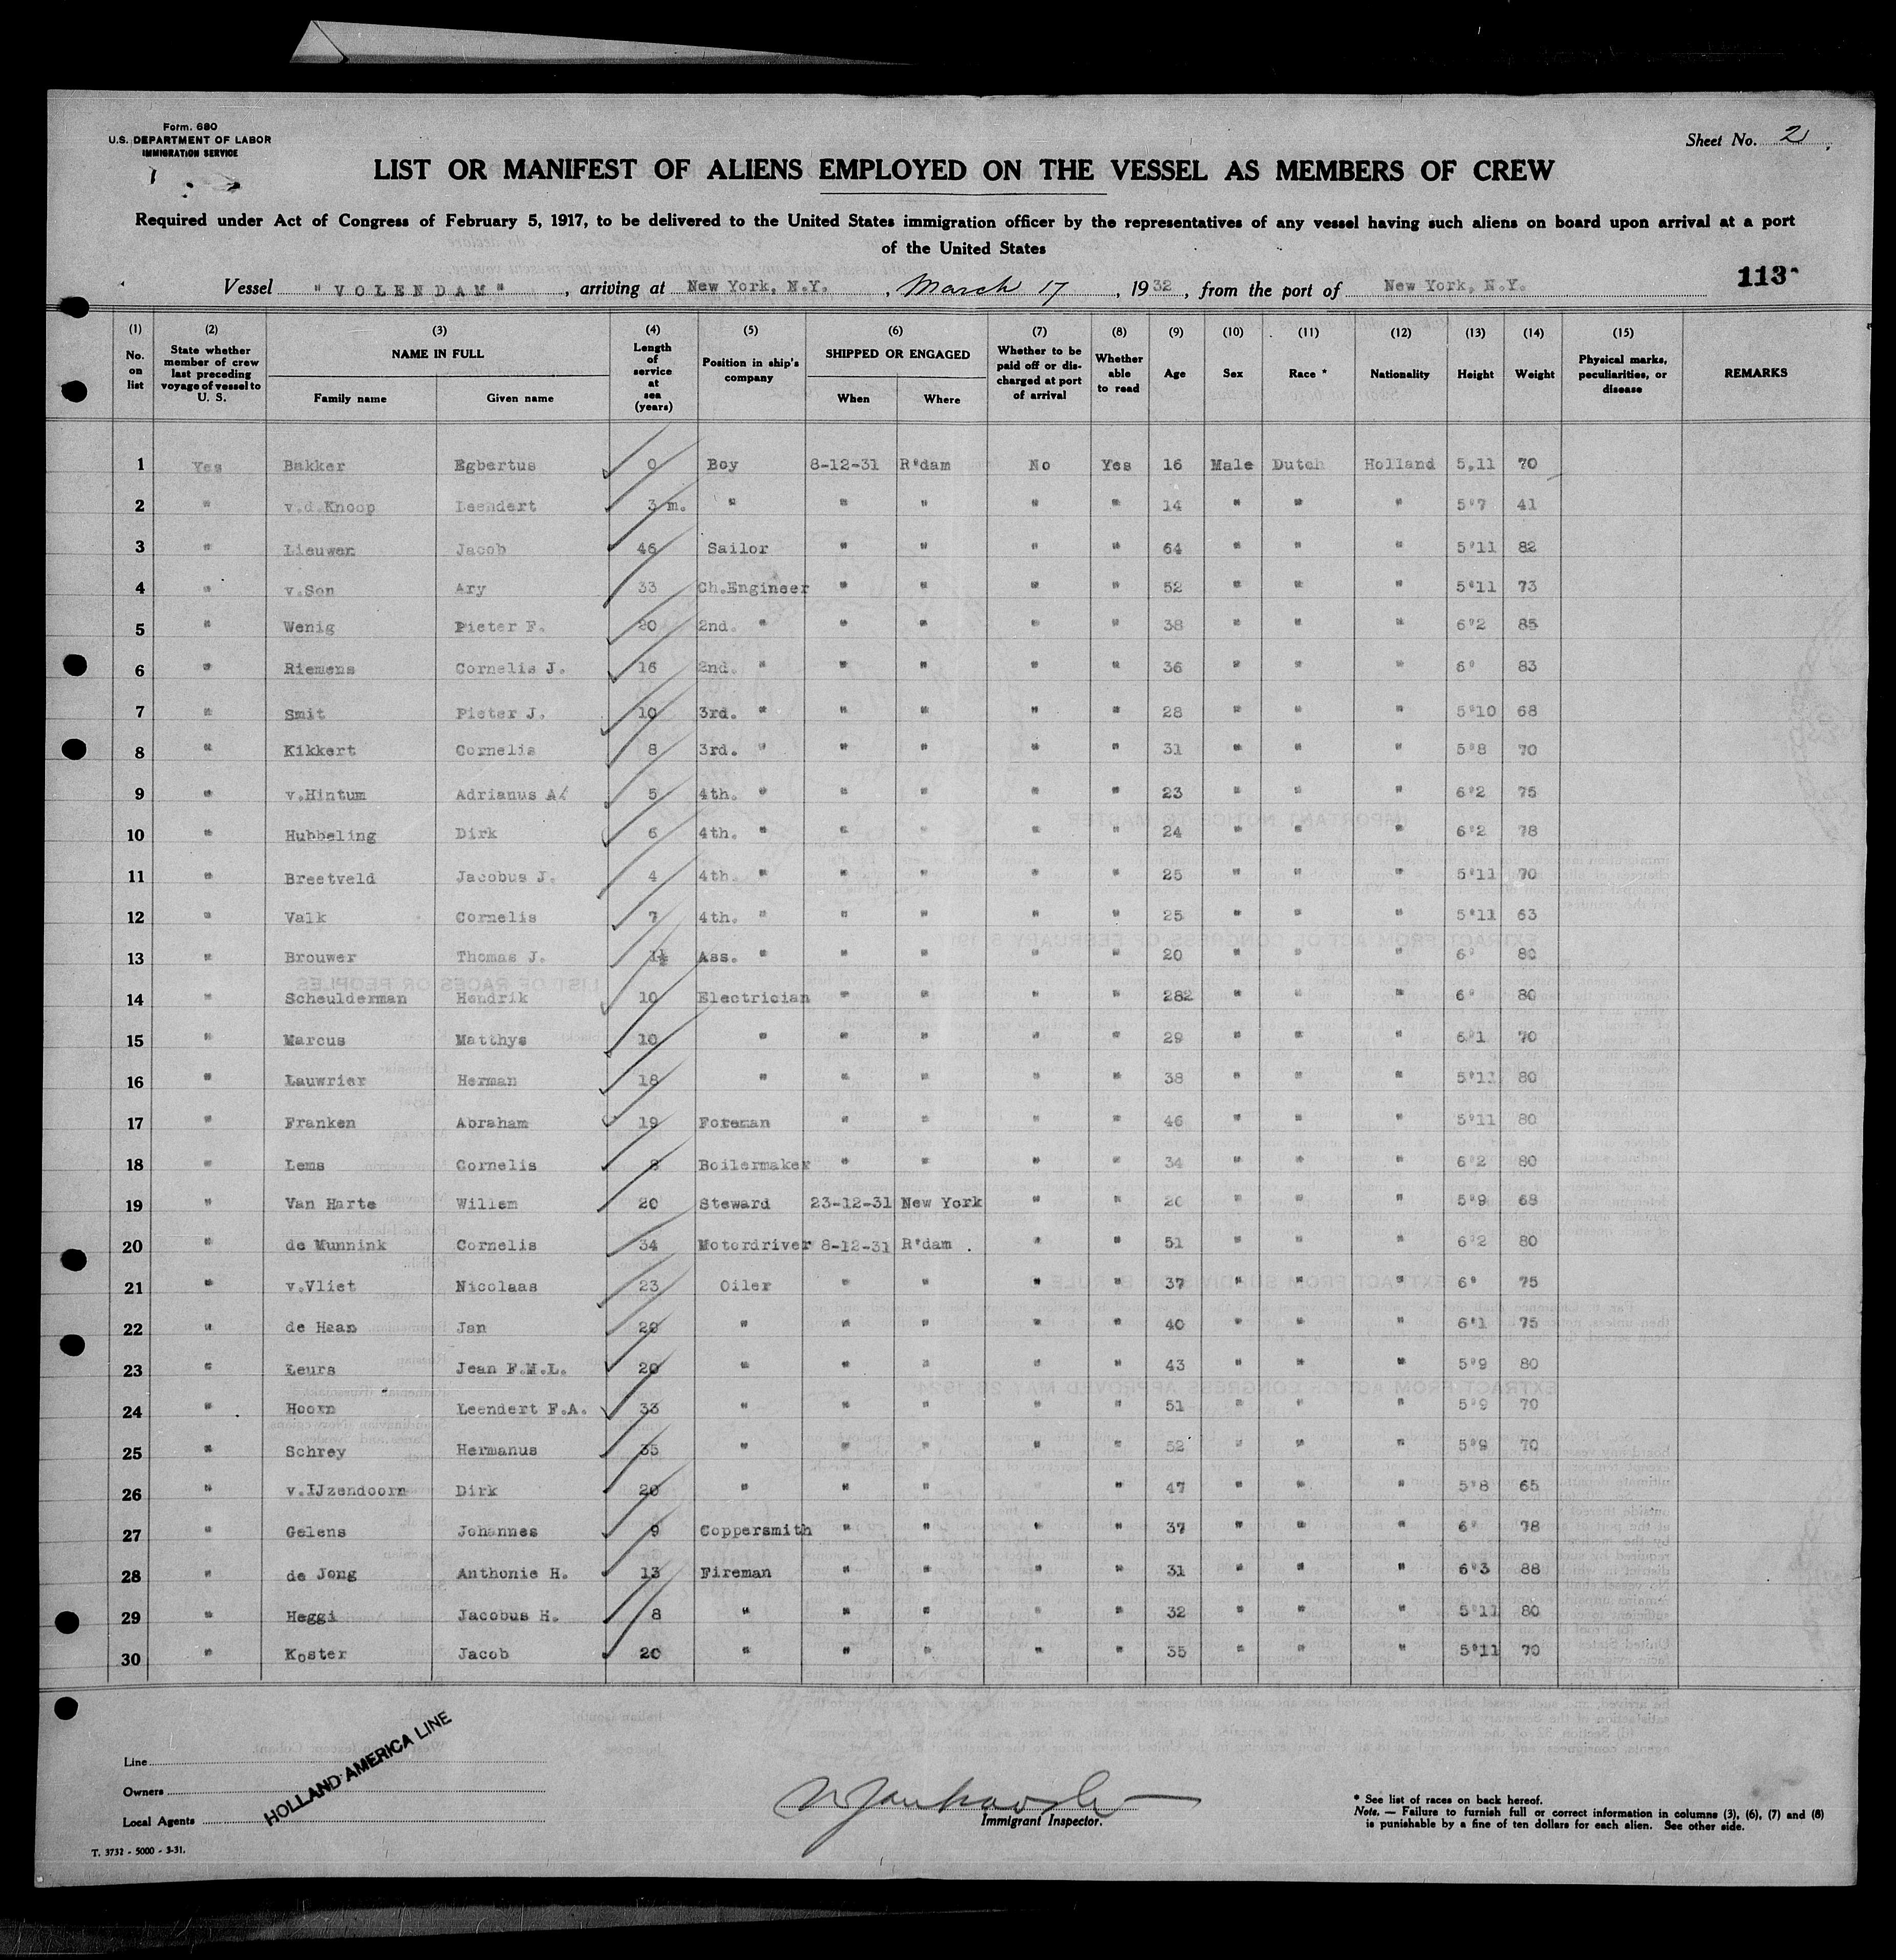 Form. 680
U.S. DEPARTMENT OF LABOR
IMMIGRATION SERVICE
Sheet No. 2
LIST OR MANIFEST OF ALIENS EMPLOYED ON THE VESSEL AS MEMBERS OF CREW
Required under Act of Congress of February 5, 1917, to be delivered to the United States immigration officer by the representatives of any vessel having such aliens on board upon arrival at a port
of the United States
Vessel "VOLENDAM", arriving at New York, N.Y., March 17, 1932, from the port of New York, N.Y. 113
(1) No. on list (2) State whether member of crew last preceding voyage of vessel to U. S. (3) NAME IN FULL Family name Given name (4) Length of service at sea (years) (5) Position in ship's company (6) SHIPPED OR ENGAGED When Where (7) Whether to be paid off or discharged at port of arrival (8) Whether able to read (9) Age (10) Sex (11) Race * (12) Nationality (13) Height (14) Weight (15) Physical marks, peculiarities, or disease REMARKS
1 Yes Bakker Egbertus 0 Boy 8-12-31 R'dam No Yes 16 Male Dutch Holland 5,11 70
2 " v.d.Knoop Leendert 3 m. " " " " " 14 " " " 5'7 41
3 " Lieuwen Jacob 46 Sailor " " " " 64 " " " 5'11 82
4 " v.Son Ary 33 Ch.Engineer " " " " 52 " " " 5'11 73
5 " Wenig Pieter F. 20 2nd. " " " " " 38 " " " 6'2 85
6 " Riemens Cornelis J. 16 2nd. " " " " " 36 " " " 6' 83
7 " Smit Pieter J. 10 3rd. " " " " " 28 " " " 5'10 68
8 " Kikkert Cornelis 8 3rd. " " " " " 31 " " " 5'8 70
9 " v.Hintum Adrianus A. 5 4th. " " " " " 23 " " " 6'2 75
10 " Hubbeling Dirk 6 4th. " " " " " 24 " " " 6'2 78
11 " Breetveld Jacobus J. 4 4th. " " " " " 25 " " " 5'11 70
12 " Valk Cornelis 7 4th. " " " " " 25 " " " 5'11 63
13 " Brouwer Thomas J. 1½ Ass. " " " " " 20 " " " 6' 80
14 " Scheulderman Hendrik 10 Electrician " " " " 282 " " " 6' 80
15 " Marcus Matthys 10 " " " " " 29 " " " 6'1 70
16 " Lauwrier Herman 18 " " " " " 38 " " " 5'11 80
17 " Franken Abraham 19 Foreman " " " " 46 " " " 5'11 80
18 " Lems Cornelis 8 Boilermaker " " " " 34 " " " 6'2 80
19 " Van Harte Willem 20 Steward 23-12-31 New York " " " " " 5'9 68
20 " de Munnink Cornelis 34 Motordriver 8-12-31 R'dam . " " 51 " " " 6'2 80
21 " v.Vliet Nicolaas 23 Oiler " " " " 37 " " " 6' 75
22 " de Haan Jan 20 " " " " " 40 " " " 6'1 75
23 " Leurs Jean F.M.L. 20 " " " " " 43 " " " 5'9 80
24 " Hoorn Leendert F.A. 33 " " " " " 51 " " " 5'9 70
25 " Schrey Hermanus 35 " " " " " 52 " " " 5'9 70
26 " v.IJzendoorn Dirk 20 " " " " 47 " " " 5'8 65
27 " Gelens Johannes 9 Coppersmith " " " " 37 " " " 6' 78
28 " de Jong Anthonie H. 13 Fireman " " " " 31 " " " 6'3 88
29 " Heggi Jacobus H. 8 " " " " " 32 " " " 5'11 80
30 " Koster Jacob 20 " " " " " 35 " " " 5'11 70
Line
Owners
Local Agents
HOLLAND-AMERICA LINE
Immigrant Inspector.
* See list of races on back hereof.
Note. — Failure to furnish full or correct information in columns (3), (6), (7) and (8)
is punishable by a fine of ten dollars for each alien. See other side.
T. 3732 - 5000 - 3-31.